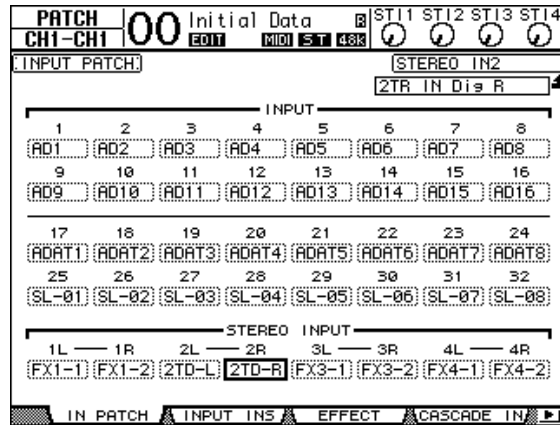 PATCH 00 Initial Data R ST11 ST12 ST13 ST14
CH1-CH1 EDIT MIDI ST 48k
INPUT PATCH STEREO IN2
2TR IN Dig R
INPUT
1 2 3 4 5 6 7 8
AD1 AD2 AD3 AD4 AD5 AD6 AD7 AD8
9 10 11 12 13 14 15 16
AD9 AD10 AD11 AD12 AD13 AD14 AD15 AD16
17 18 19 20 21 22 23 24
ADAT1 ADAT2 ADAT3 ADAT4 ADAT5 ADAT6 ADAT7 ADAT8
25 26 27 28 29 30 31 32
SL-01 SL-02 SL-03 SL-04 SL-05 SL-06 SL-07 SL-08
STEREO INPUT
1L 1R 2L 2R 3L 3R 4L 4R
FX1-1 FX1-2 2TD-L 2TD-R FX3-1 FX3-2 FX4-1 FX4-2
IN PATCH INPUT INS EFFECT CASCADE IN